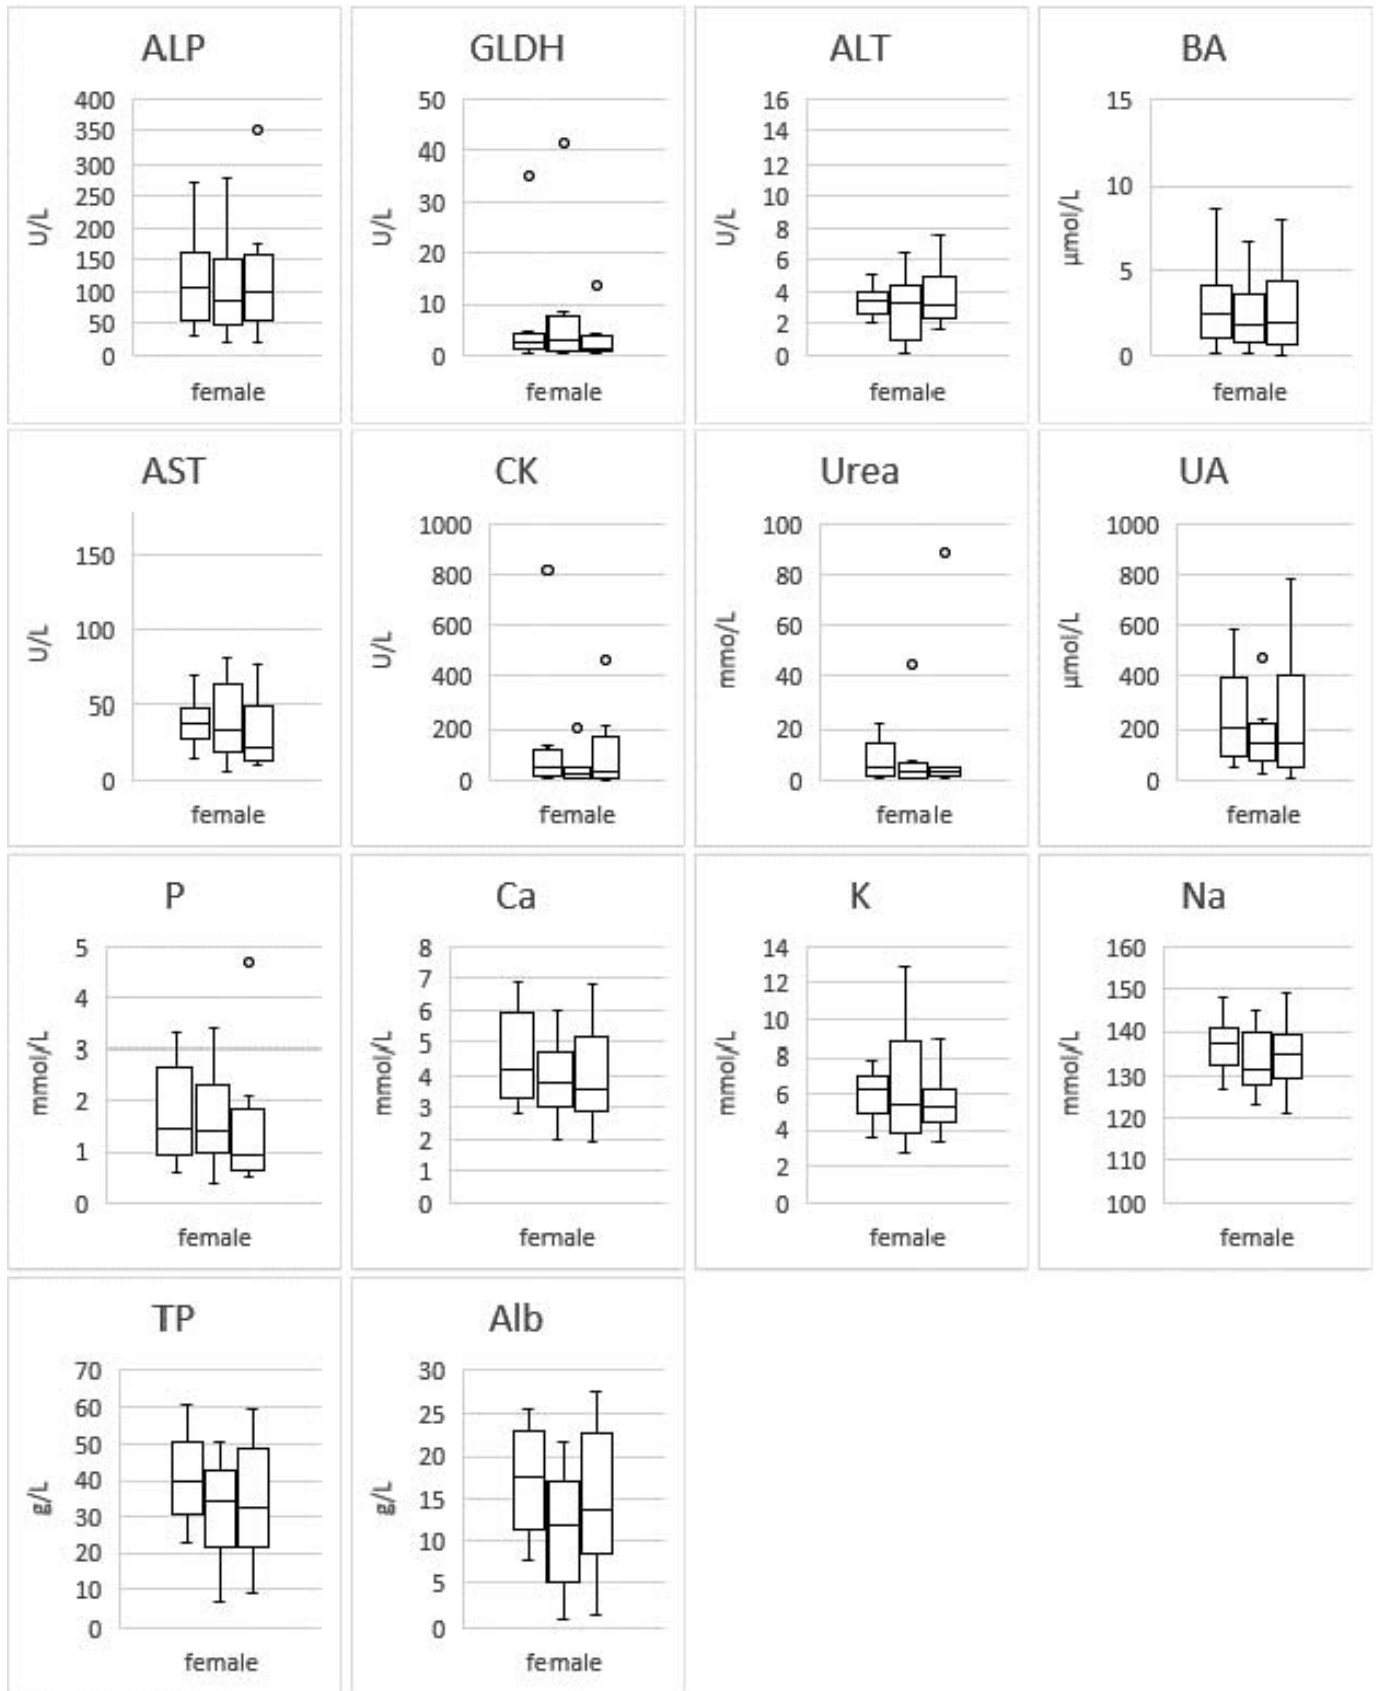 ALP
400
350
300
250
200
150
100
50
0
U/L
female
GLDH
50
40
30
20
10
0
U/L
female
ALT
16
14
12
10
8
6
4
2
0
U/L
female
BA
15
10
5
0
µmol/L
female
AST
150
100
50
0
U/L
female
CK
1000
800
600
400
200
0
U/L
female
Urea
100
80
60
40
20
0
mmo/L
female
UA
1000
800
600
400
200
0
µmol/L
female
P
5
4
3
2
1
0
mmol/L
female
Ca
8
7
6
5
4
3
2
1
0
mmol/L
female
K
14
12
10
8
6
4
2
0
mmol/L
female
Na
160
150
140
130
120
110
100
mmol/L
female
TP
70
60
50
40
30
20
10
0
g/L
female
Alb
30
25
20
15
10
5
0
g/L
female